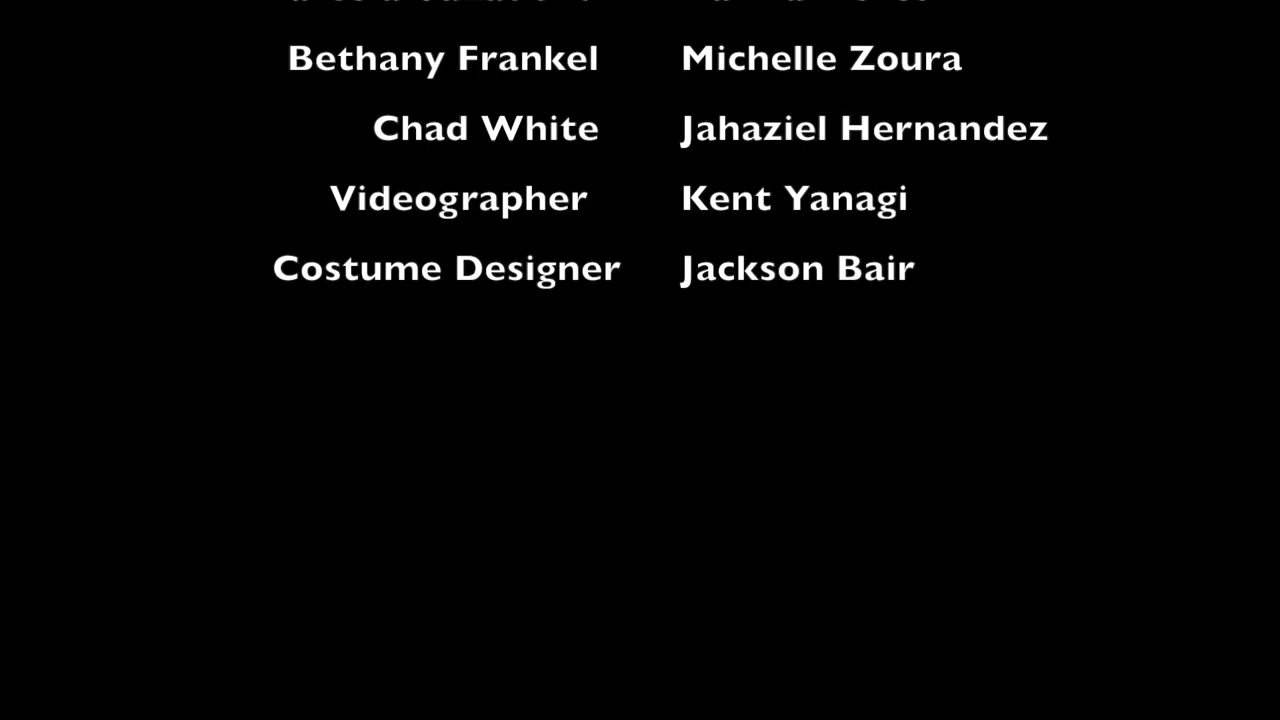 Bethany Frankel Michelle Zoura
Chad White Jahaziel Hernandez
Videographer Kent Yanagi
Costume Designer Jackson Bair